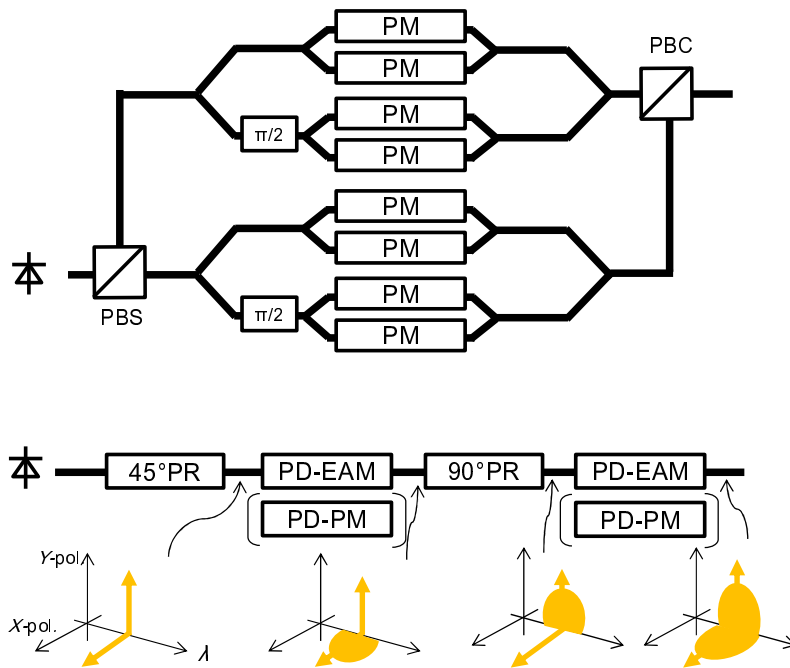 PM
PBC
PM
PM
π/2
PM
PM
PM
PBS
PM
π/2
PM
45°PR
PD-EAM
90°PR
PD-EAM
PD-PM
PD-PM
Y-pol.
X-pol.
λ